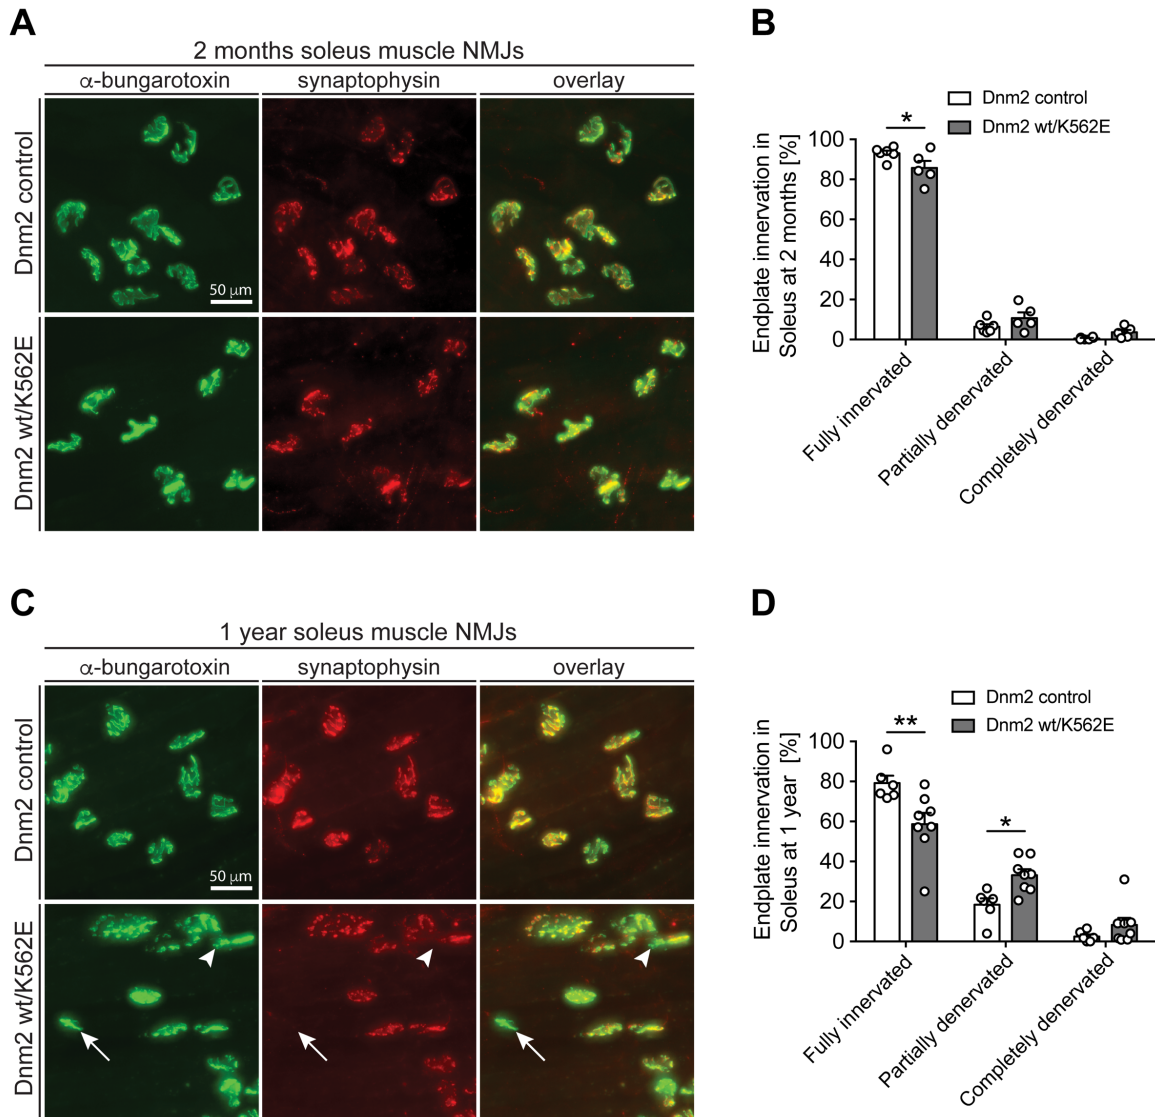 A
2 months soleus muscle NMJs
α-bungarotoxin synaptophysin overlay
Dnm2 control
50 μm
Dnm2 wt/K562E
B
Dnm2 control
Dnm2 wt/K562E
Endplate innervation in
Soleus at 2 months [%]
100
80
60
40
20
0
*
Fully innervated
Partially denervated
Completely denervated
C
1 year soleus muscle NMJs
α-bungarotoxin synaptophysin overlay
Dnm2 control
50 μm
Dnm2 wt/K562E
D
Dnm2 control
Dnm2 wt/K562E
Endplate innervation in
Soleus at 1 year [%]
100
80
60
40
20
0
**
*
Fully innervated
Partially denervated
Completely denervated